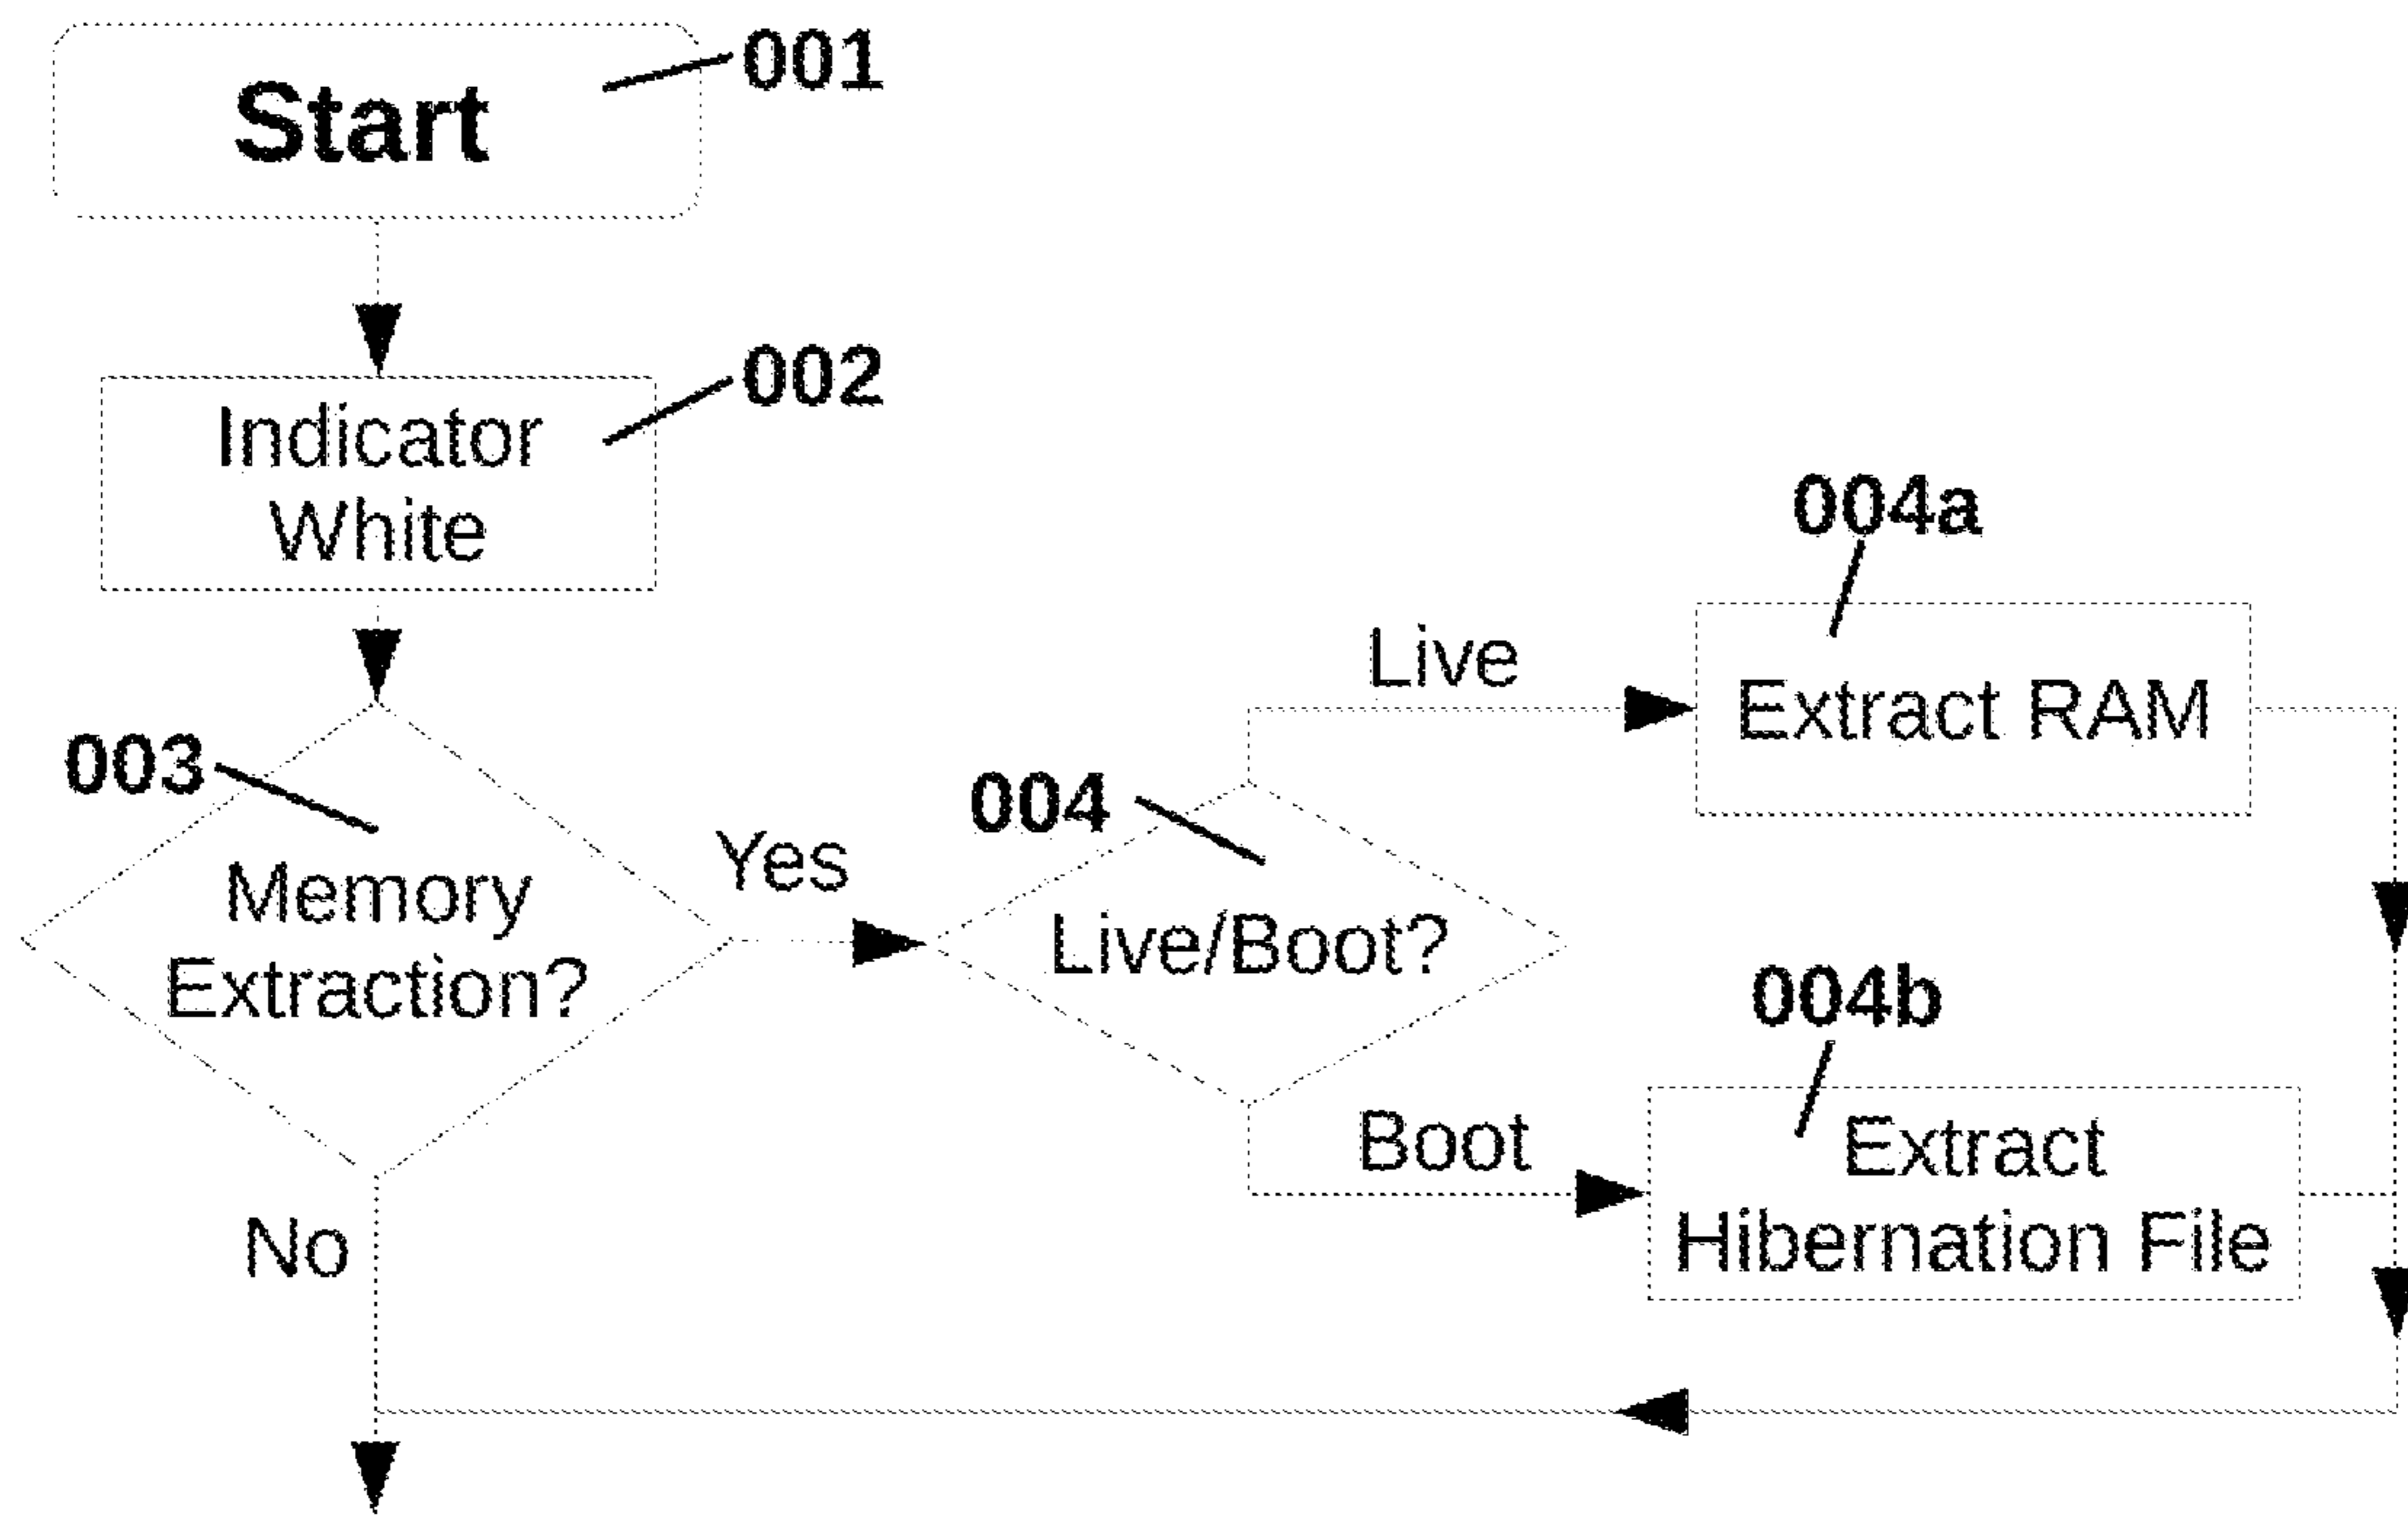 Start
001
Indicator
White
002
003
Memory
Extraction?
Yes
No
004
Live/Boot?
Live
004a
Extract RAM
Boot
004b
Extract
Hibernation File